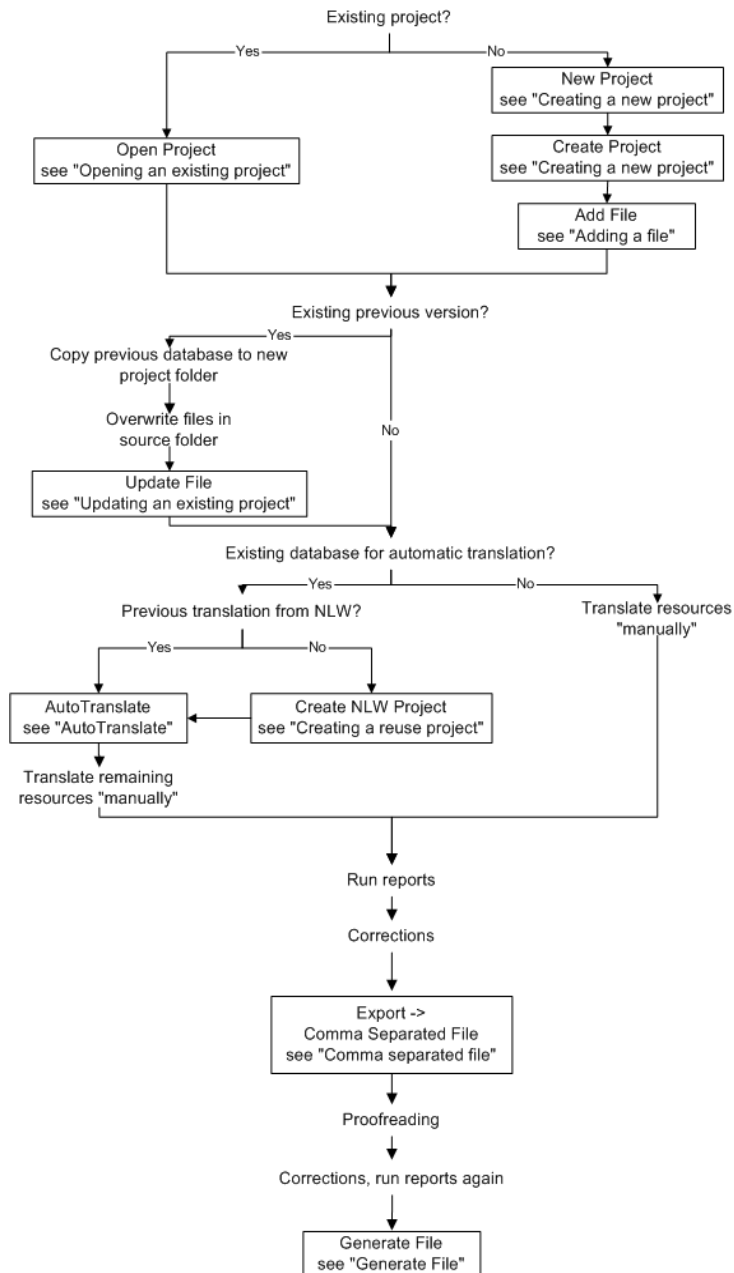 Existing project?
Yes
No
New Project
see "Creating a new project"
Open Project
see "Opening an existing project"
Create Project
see "Creating a new project"
Add File
see "Adding a file"
Existing previous version?
Yes
Copy previous database to new
project folder
Overwrite files in
source folder
No
Update File
see "Updating an existing project"
Existing database for automatic translation?
Yes
No
Previous translation from NLW?
Translate resources
"manually"
Yes
No
AutoTranslate
see "AutoTranslate"
Create NLW Project
see "Creating a reuse project"
Translate remaining
resources "manually"
Run reports
Corrections
Export ->
Comma Separated File
see "Comma separated file"
Proofreading
Corrections, run reports again
Generate File
see "Generate File"